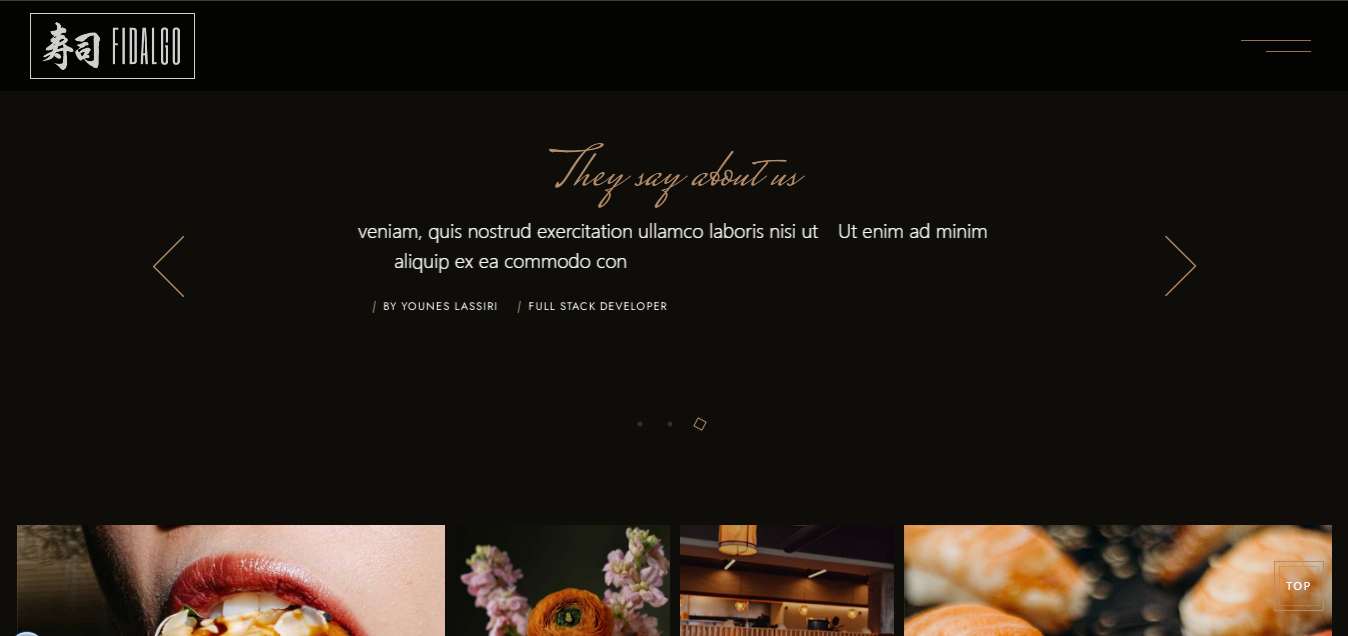 寿司 FIDALGO
They say about us
veniam, quis nostrud exercitation ullamco laboris nisi ut Ut enim ad minim
aliquip ex ea commodo con
/ BY YOUNES LASSIRI / FULL STACK DEVELOPER
TOP